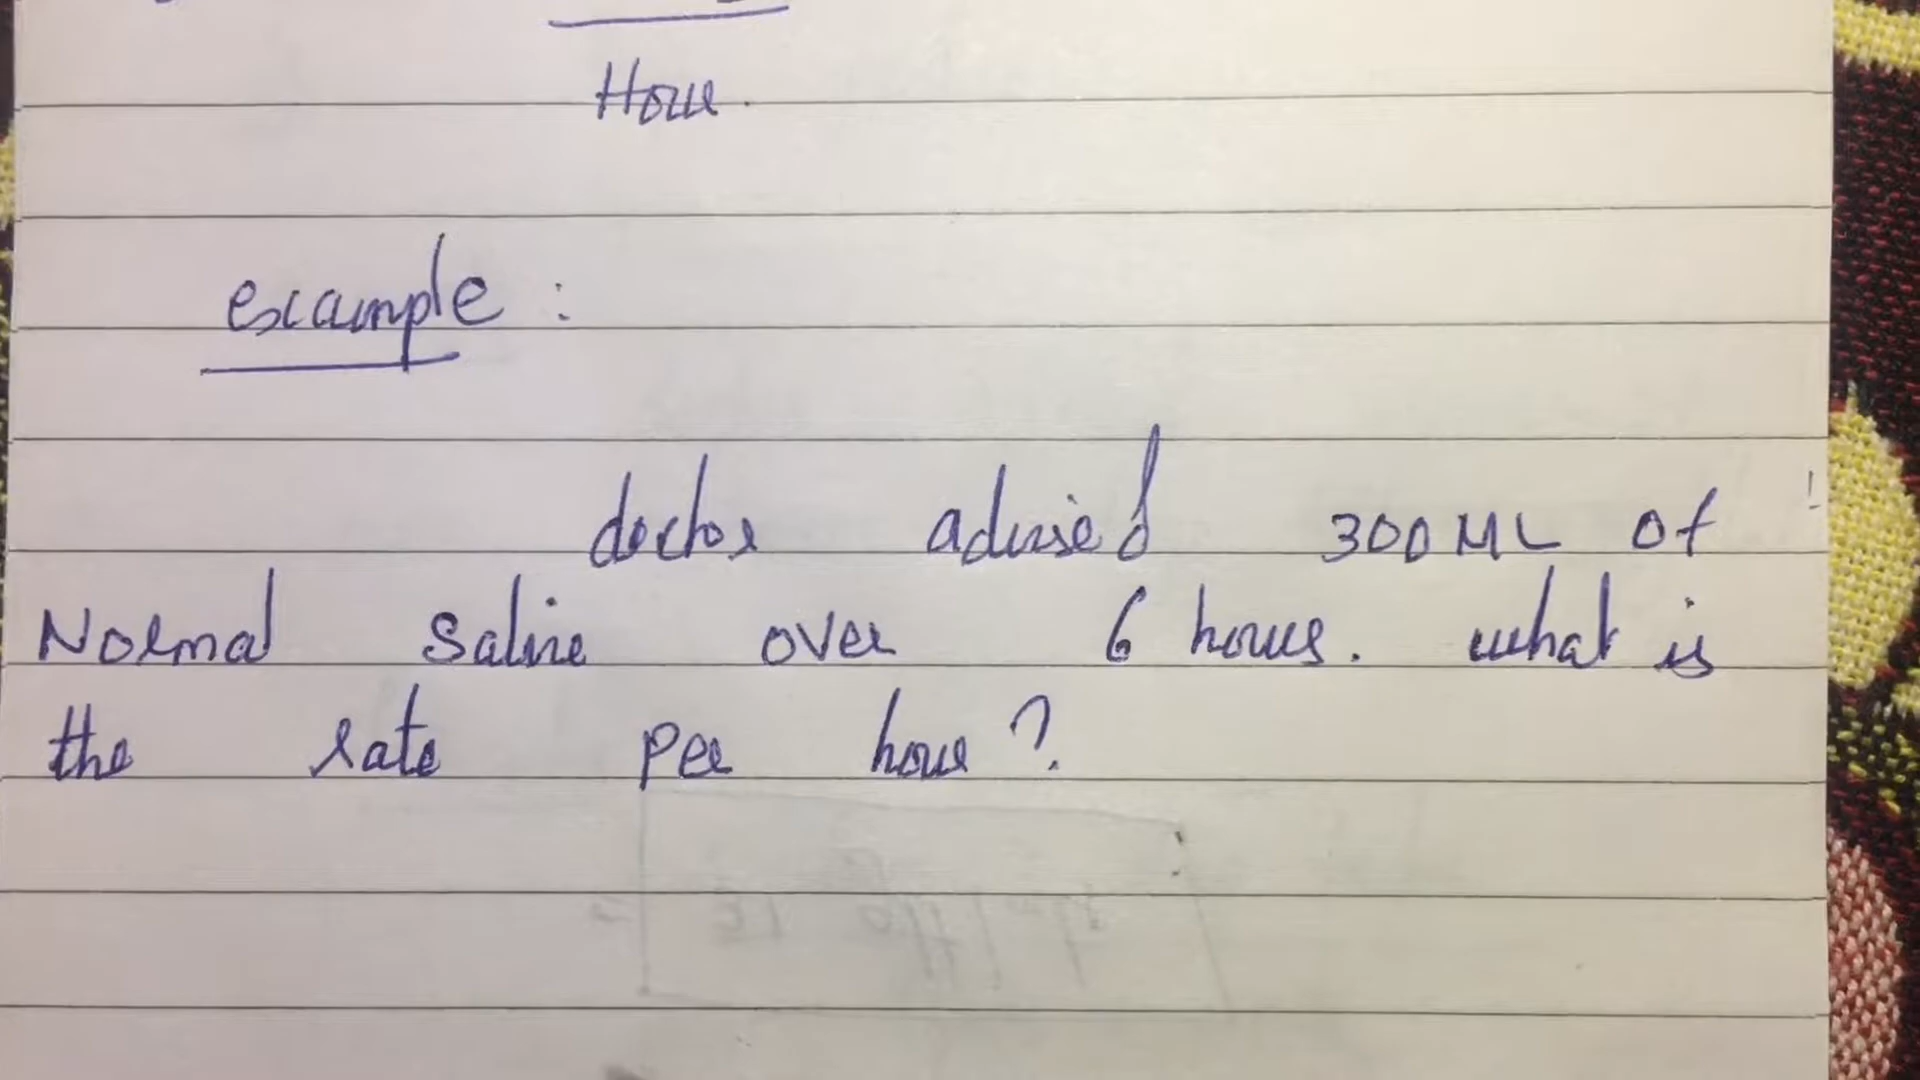 Hour.
example :
doctor advised 300 ML of
Normal saline over 6 hours. what is
the rate per hour ?